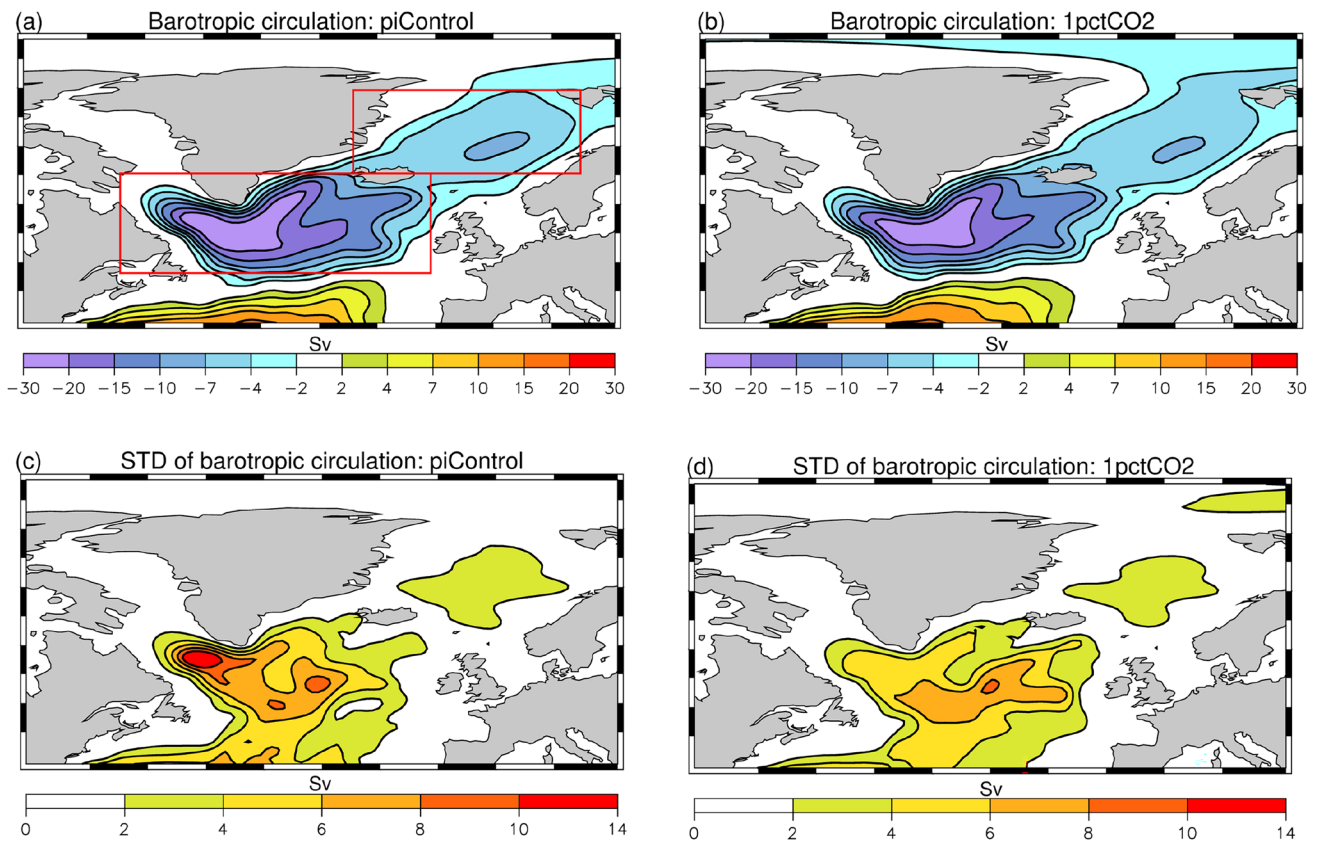 (a) Barotropic circulation: piControl
(b) Barotropic circulation: 1pctCO2
Sv
−30 −20 −15 −10 −7 −4 −2 2 4 7 10 15 20 30
Sv
−30 −20 −15 −10 −7 −4 −2 2 4 7 10 15 20 30
(c) STD of barotropic circulation: piControl
(d) STD of barotropic circulation: 1pctCO2
Sv
0 2 4 6 8 10 14
Sv
0 2 4 6 8 10 14